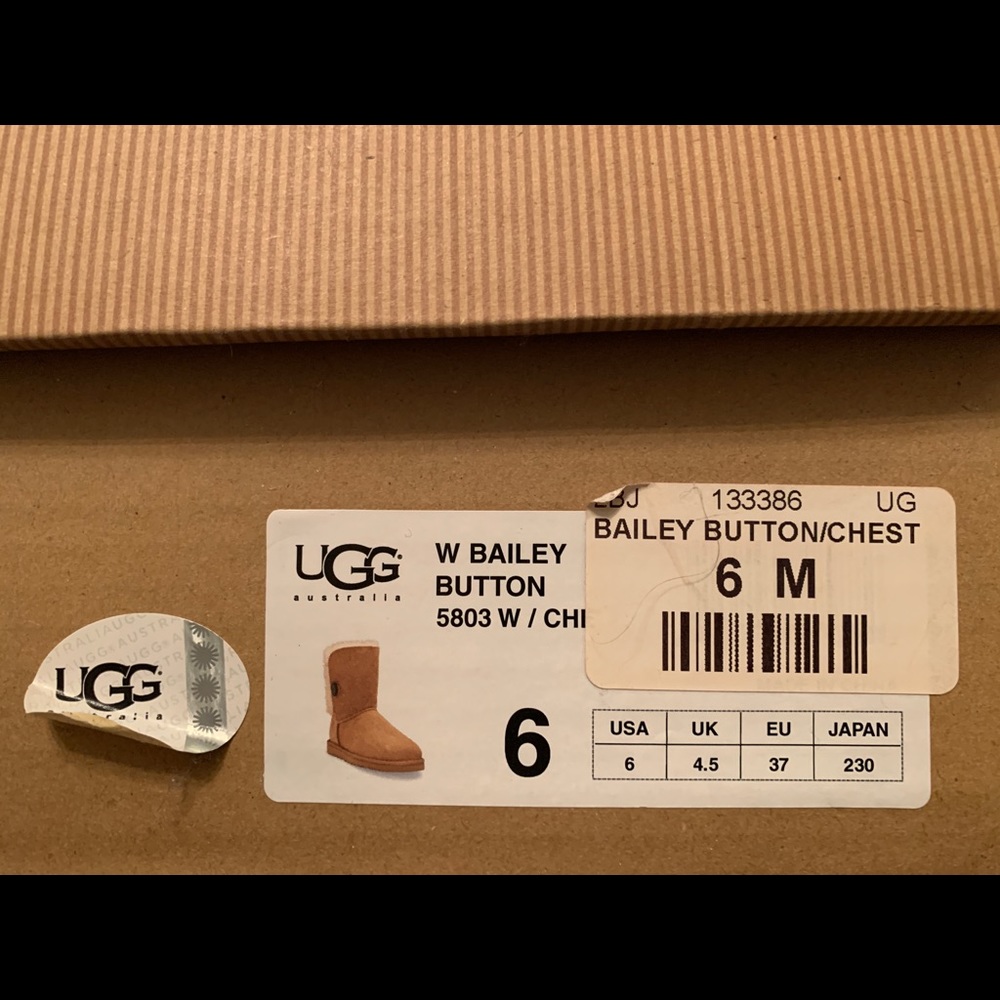 LBJ 133386 UG
BAILEY BUTTON/CHEST
6 M
UGG
australia
W BAILEY
BUTTON
5803 W / CHI
6
USA UK EU JAPAN
6 4.5 37 230
UGG